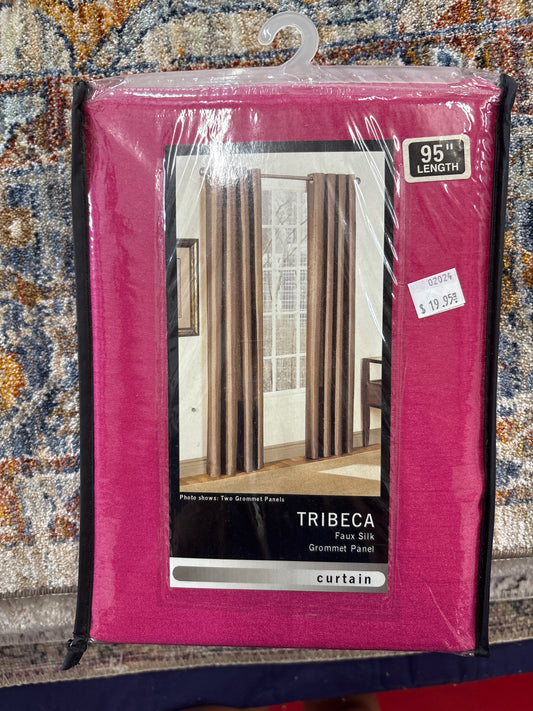 95"
LENGTH
02024
$ 19.95
Photo shows: Two Grommet Panels
TRIBECA
Faux Silk
Grommet Panel
curtain